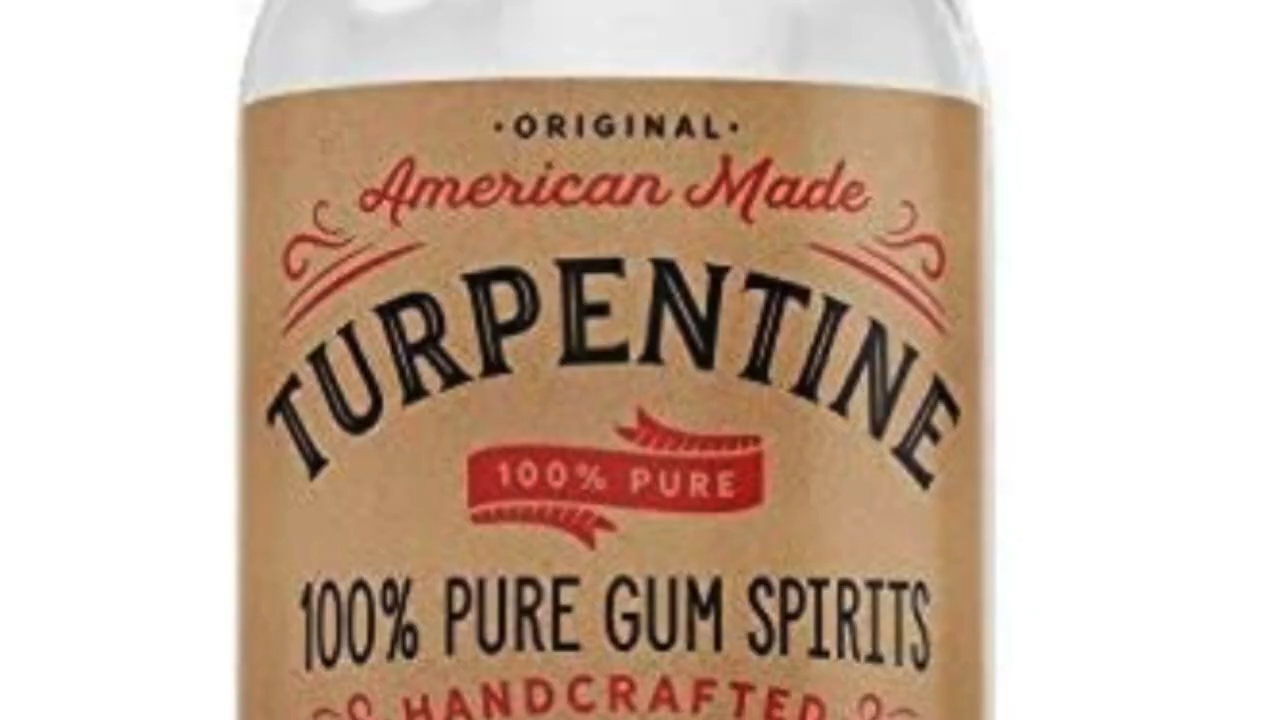 ·ORIGINAL·
American Made
TURPENTINE
100% PURE
100% PURE GUM SPIRITS
HANDCRAFTED